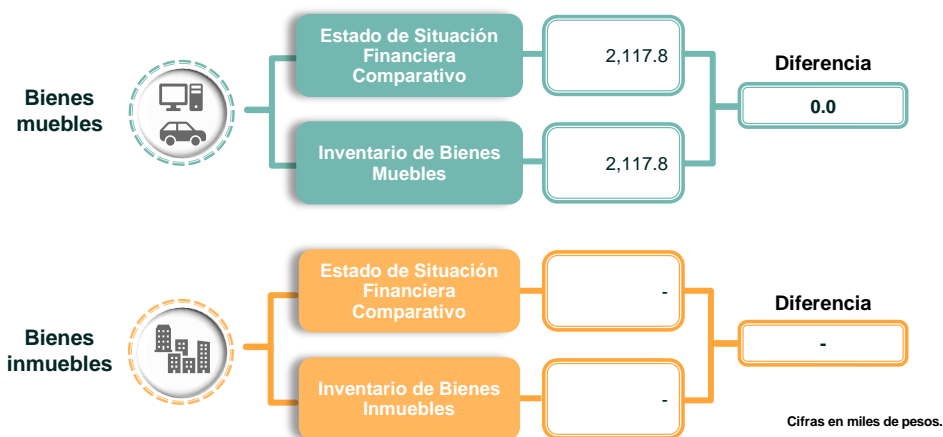 Bienes
muebles
Estado de Situación
Financiera
Comparativo
2,117.8
Inventario de Bienes
Muebles
2,117.8
Diferencia
0.0
Bienes
inmuebles
Estado de Situación
Financiera
Comparativo
-
Inventario de Bienes
Inmuebles
-
Diferencia
-
Cifras en miles de pesos.